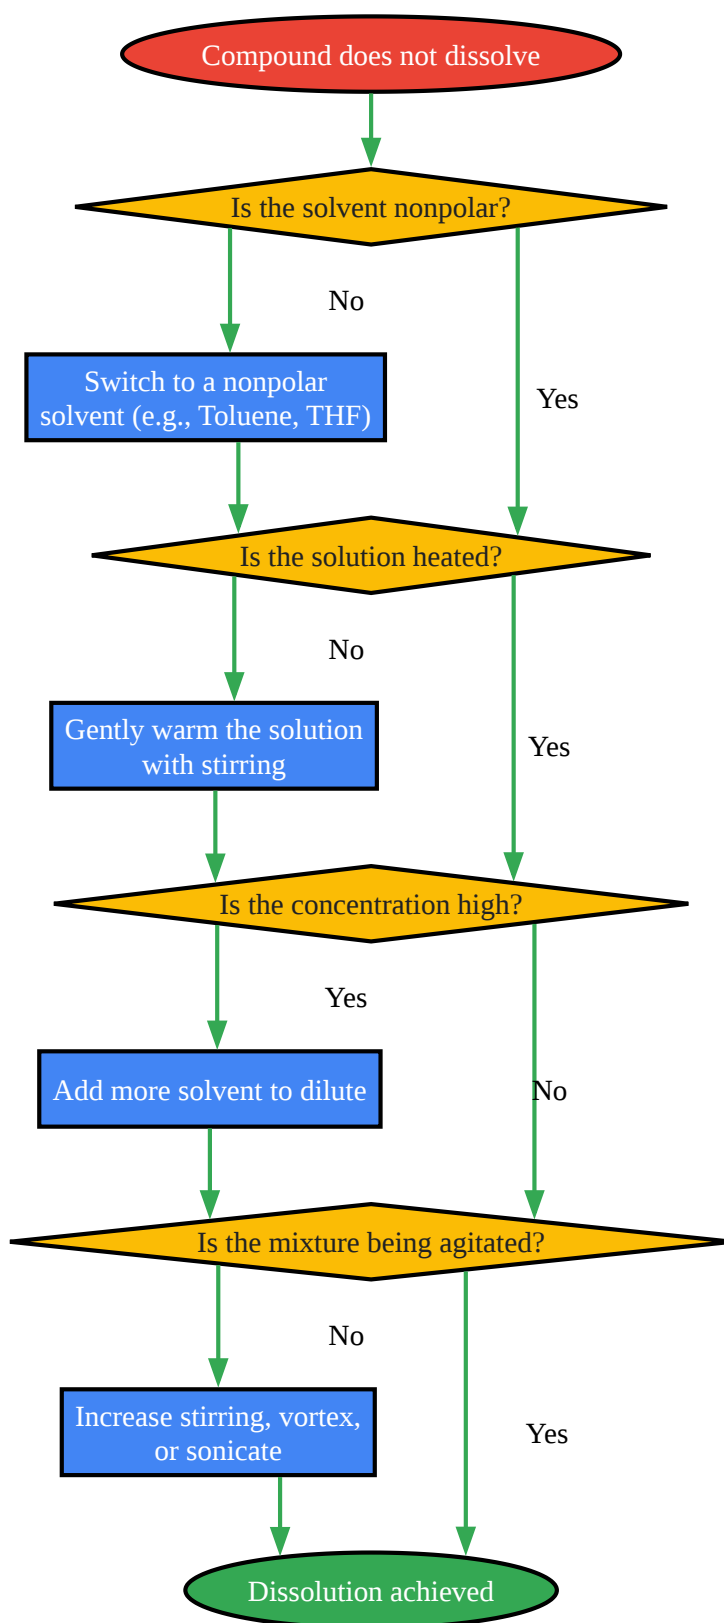 Compound does not dissolve
Is the solvent nonpolar?
No
Switch to a nonpolar
solvent (e.g., Toluene, THF)
Yes
Is the solution heated?
No
Gently warm the solution
with stirring
Yes
Is the concentration high?
Yes
Add more solvent to dilute
No
Is the mixture being agitated?
No
Increase stirring, vortex,
or sonicate
Yes
Dissolution achieved